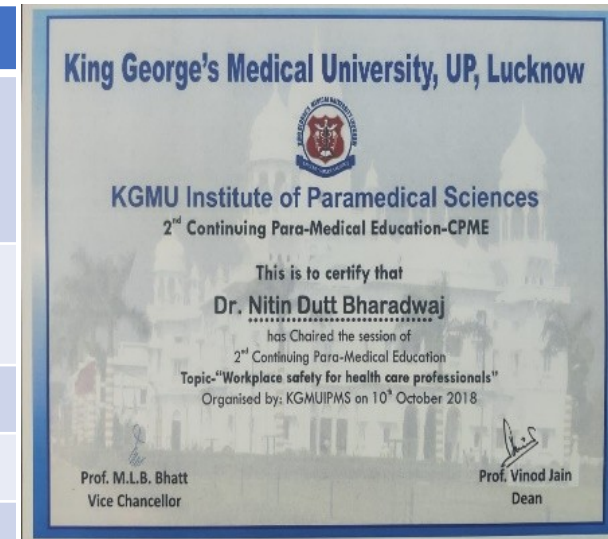 King George's Medical University, UP, Lucknow
KGMU Institute of Paramedical Sciences
2nd Continuing Para-Medical Education-CPME
This is to certify that
Dr. Nitin Dutt Bharadwaj
has Chaired the session of
2nd Continuing Para-Medical Education
Topic-"Workplace safety for health care professionals"
Organised by: KGMUIPMS on 10th October 2018
Prof. M.L.B. Bhatt
Vice Chancellor
Prof. Vinod Jain
Dean